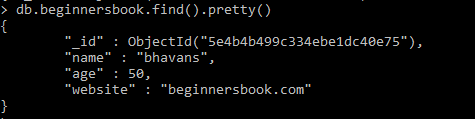 > db.beginnersbook.find().pretty()
{
        "_id" : ObjectId("5e4b4b499c334ebe1dc40e75"),
        "name" : "bhavans",
        "age" : 50,
        "website" : "beginnersbook.com"
}